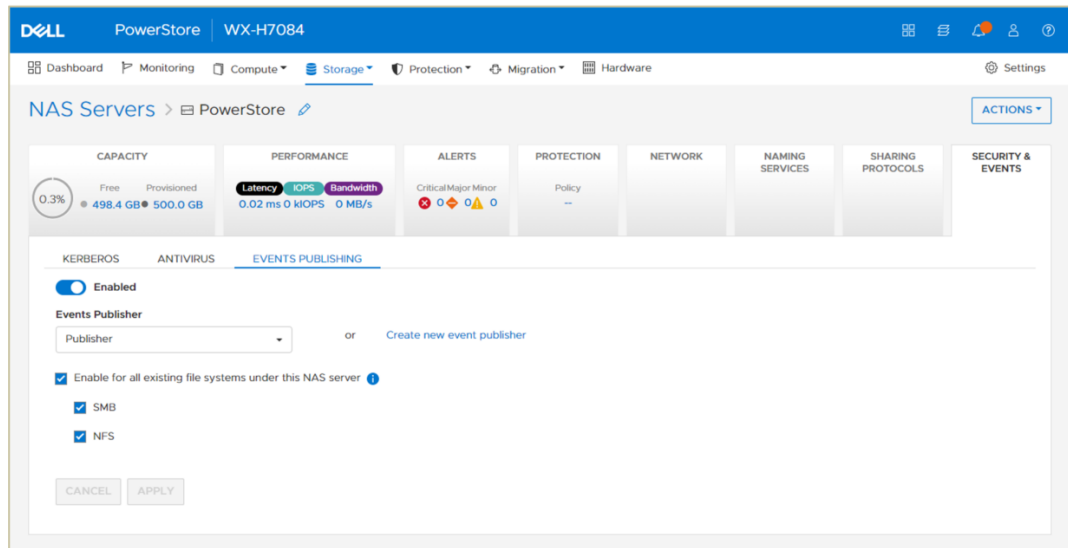 DELL PowerStore WX-H7084
Dashboard Monitoring Compute Storage Protection Migration Hardware Settings
NAS Servers > PowerStore ACTIONS
CAPACITY PERFORMANCE ALERTS PROTECTION NETWORK NAMING SERVICES SHARING PROTOCOLS SECURITY & EVENTS
0.3% Free Provisioned Latency IOPS Bandwidth Critical Major Minor Policy
498.4 GB 500.0 GB 0.02 ms 0 kIOPS 0 MB/s 0 0 0 --
KERBEROS ANTIVIRUS EVENTS PUBLISHING
Enabled
Events Publisher
Publisher or Create new event publisher
Enable for all existing file systems under this NAS server
SMB
NFS
CANCEL APPLY